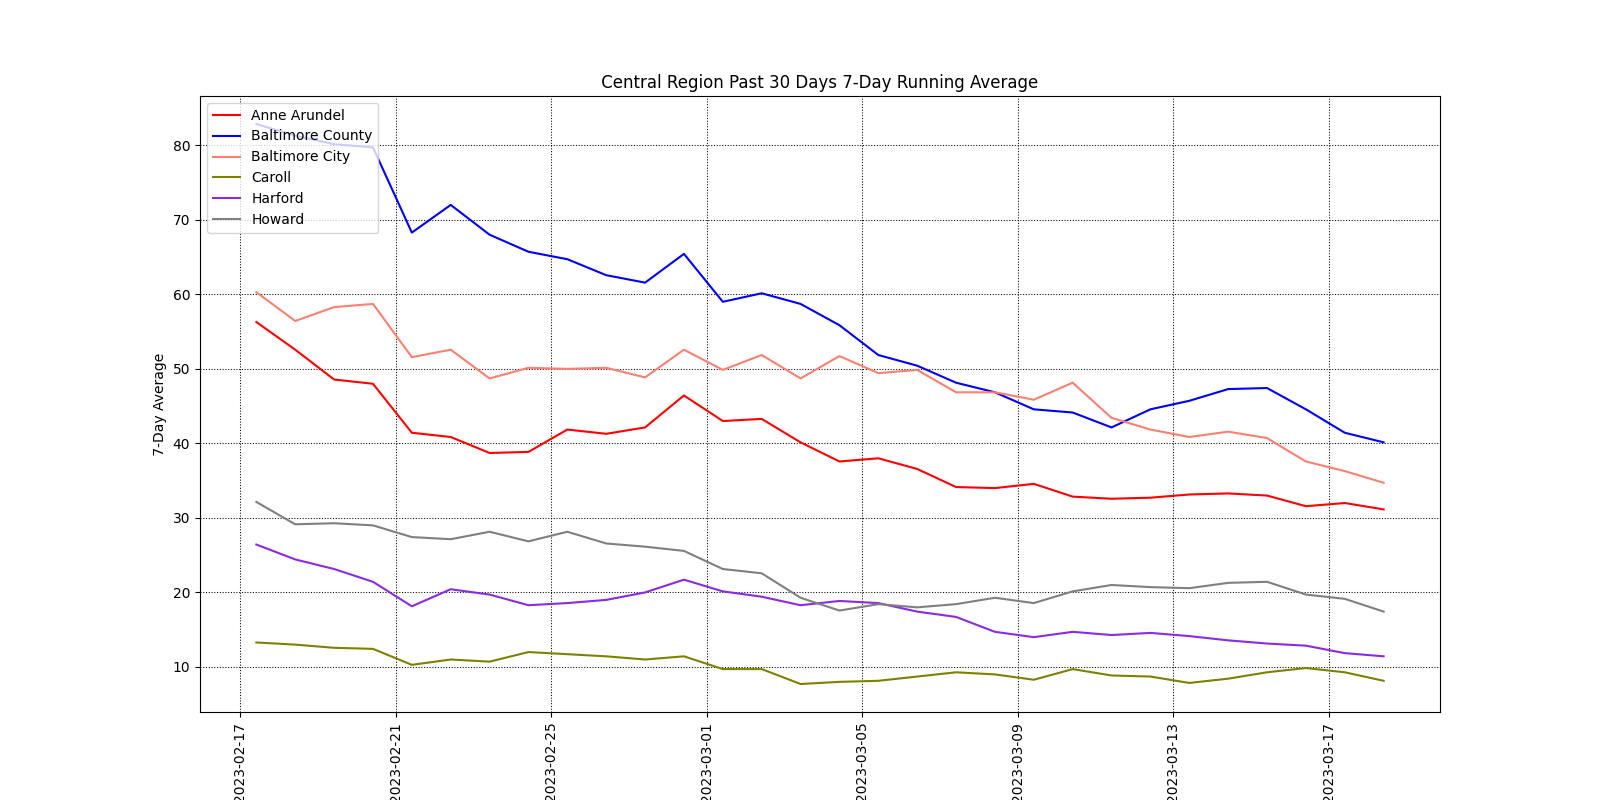 Central Region Past 30 Days 7-Day Running Average
Anne Arundel
Baltimore County
Baltimore City
Caroll
Harford
Howard
80
70
60
50
40
30
20
10
7-Day Average
2023-02-17
2023-02-21
2023-02-25
2023-03-01
2023-03-05
2023-03-09
2023-03-13
2023-03-17